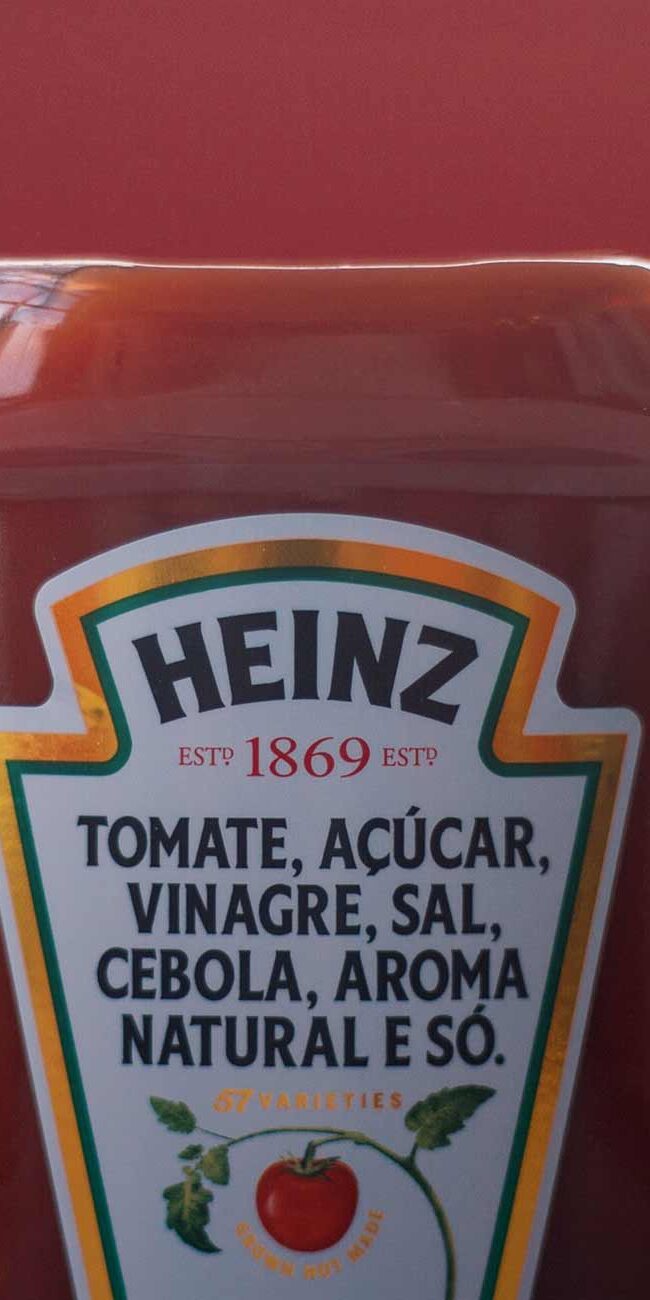 HEINZ
ESTD 1869 ESTD
TOMATE, AÇÚCAR,
VINAGRE, SAL,
CEBOLA, AROMA
NATURAL E SÓ.
57 VARIETIES
GROWN NOT MADE